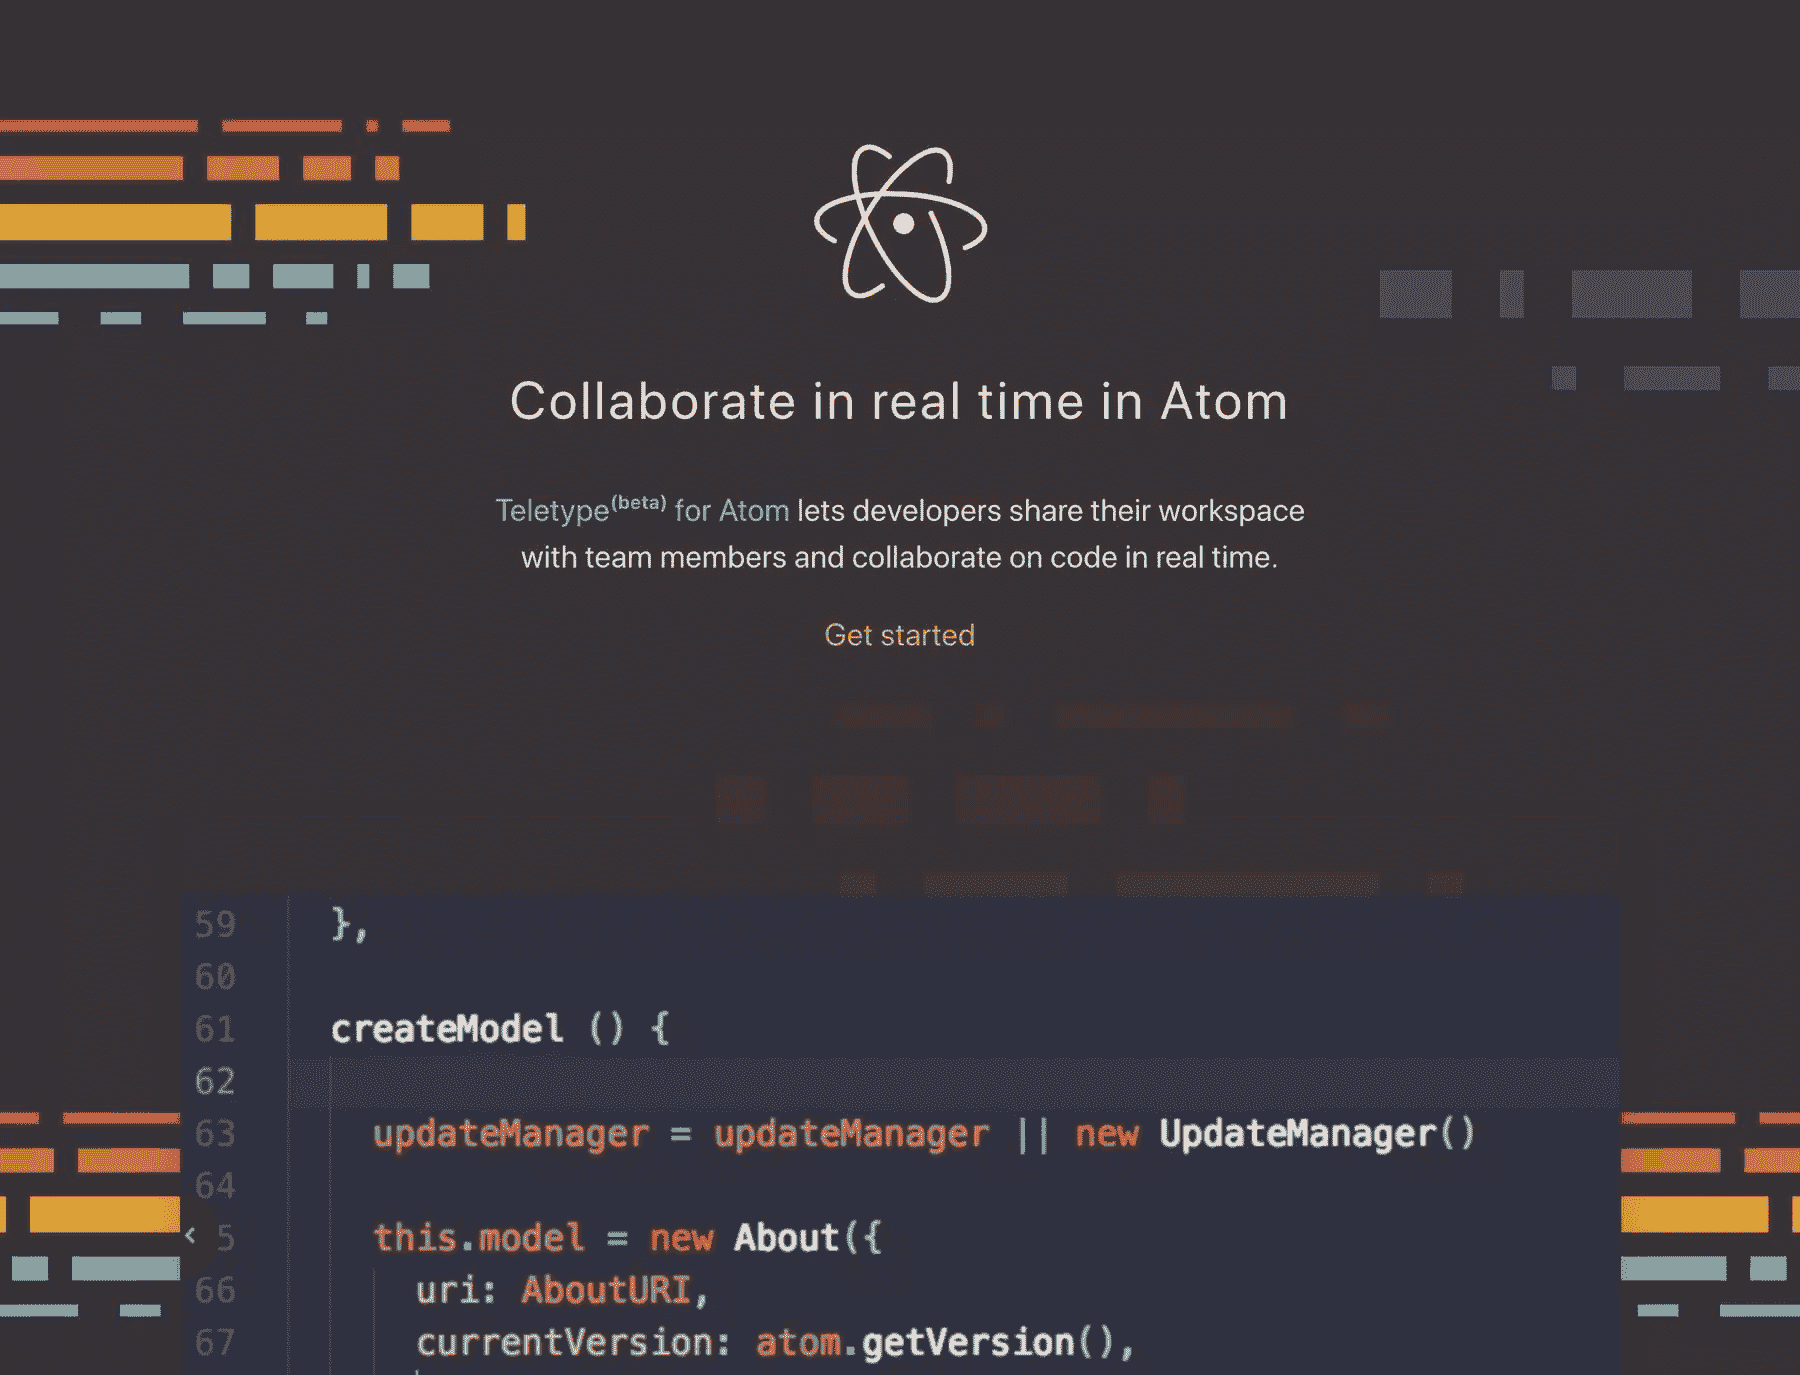 Collaborate in real time in Atom
Teletype(beta) for Atom lets developers share their workspace
with team members and collaborate on code in real time.
Get started
59 },
60
61 createModel () {
62
63 updateManager = updateManager || new UpdateManager()
64
5 this.model = new About({
66 uri: AboutURI,
67 currentVersion: atom.getVersion(),